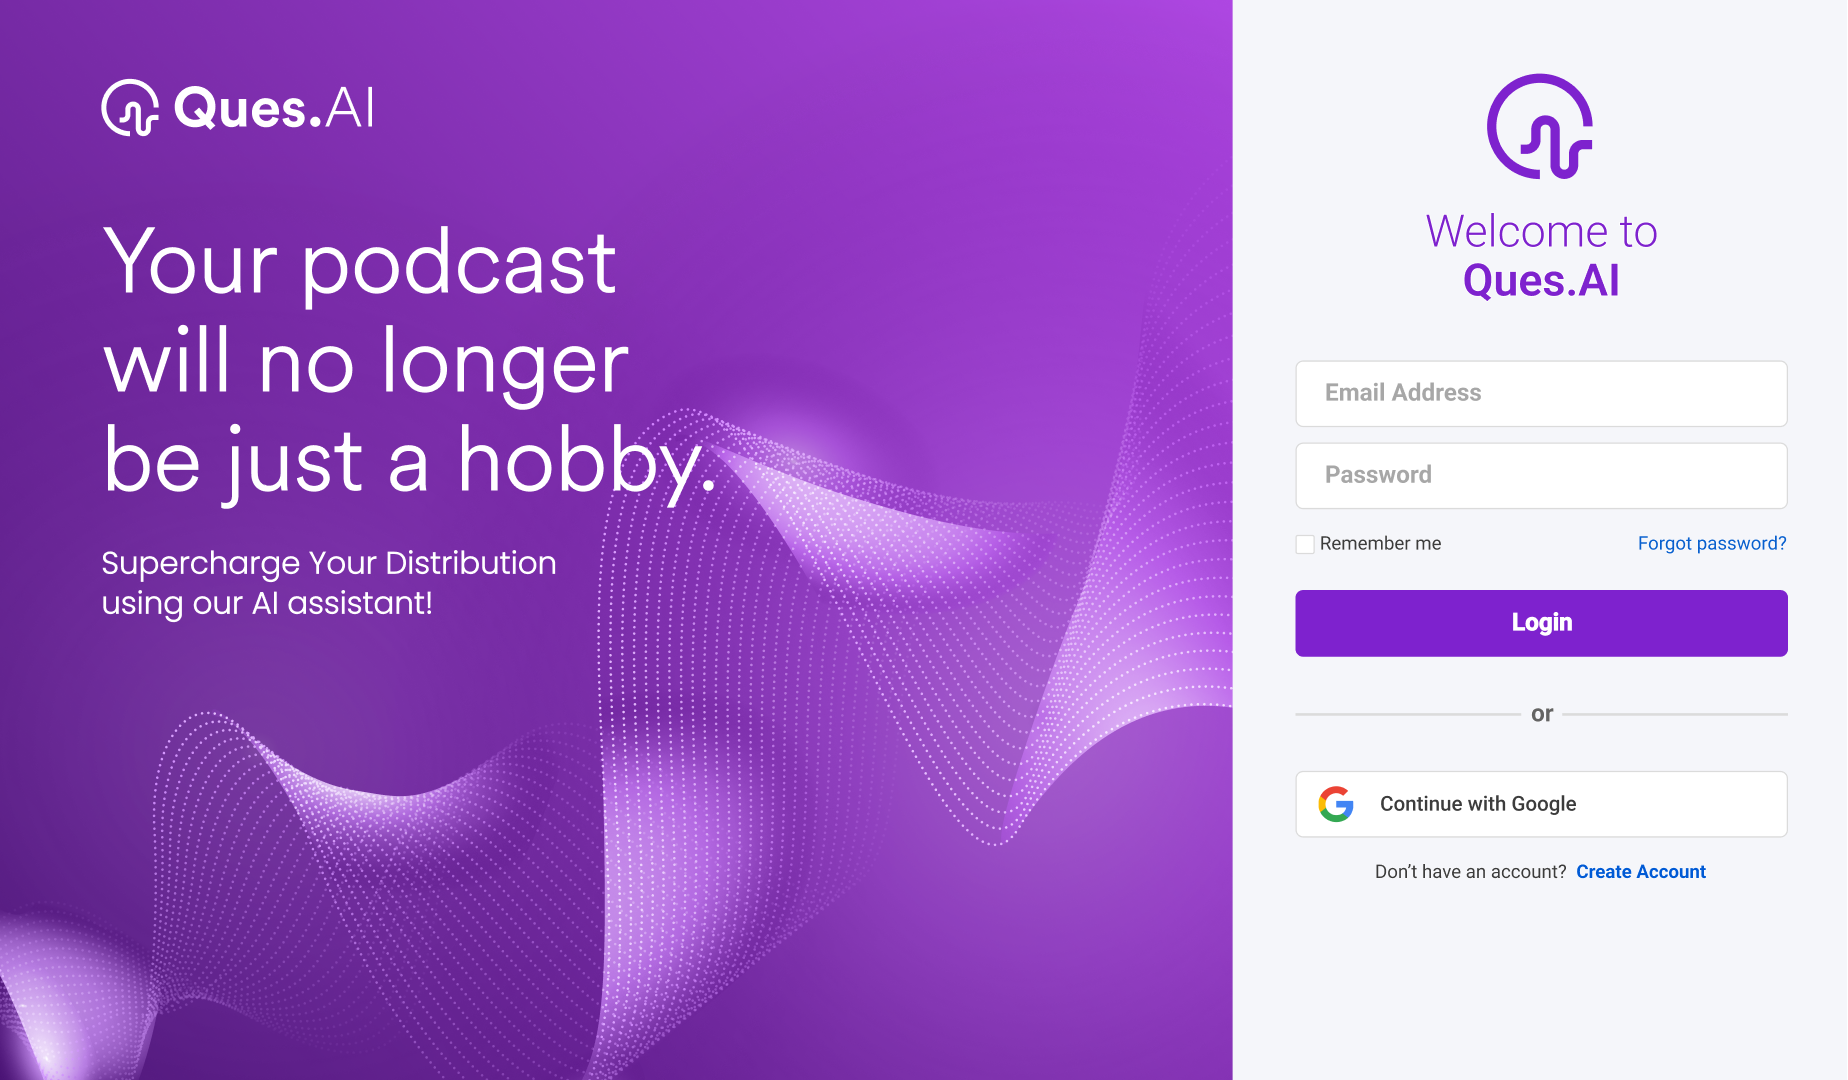 Ques.AI
Your podcast
will no longer
be just a hobby.
Supercharge Your Distribution
using our AI assistant!
Welcome to
Ques.AI
Email Address
Password
Remember me
Forgot password?
Login
or
Continue with Google
Don’t have an account? Create Account